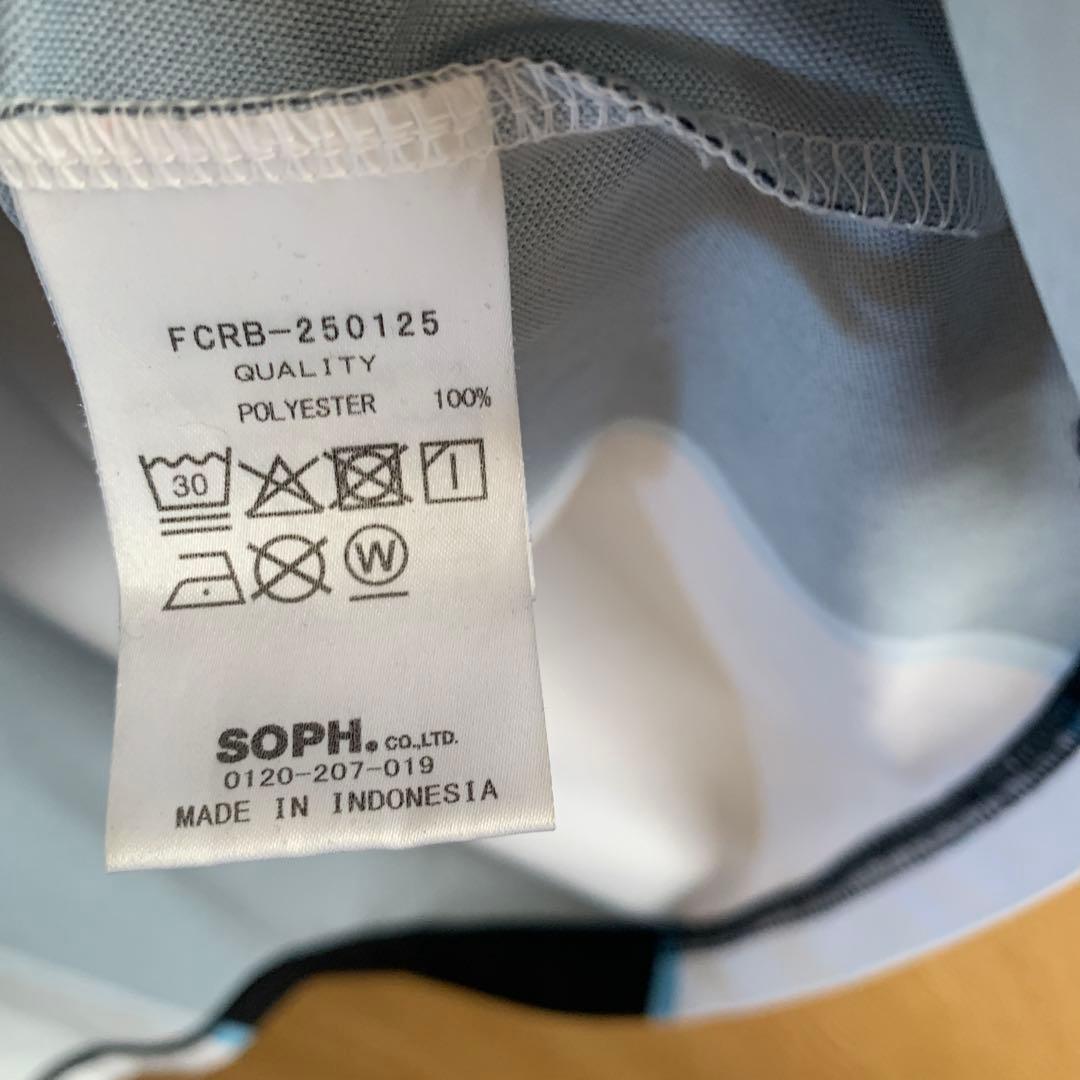 FCRB-250125
QUALITY
POLYESTER 100%
30
W
SOPH. CO.,LTD.
0120-207-019
MADE IN INDONESIA